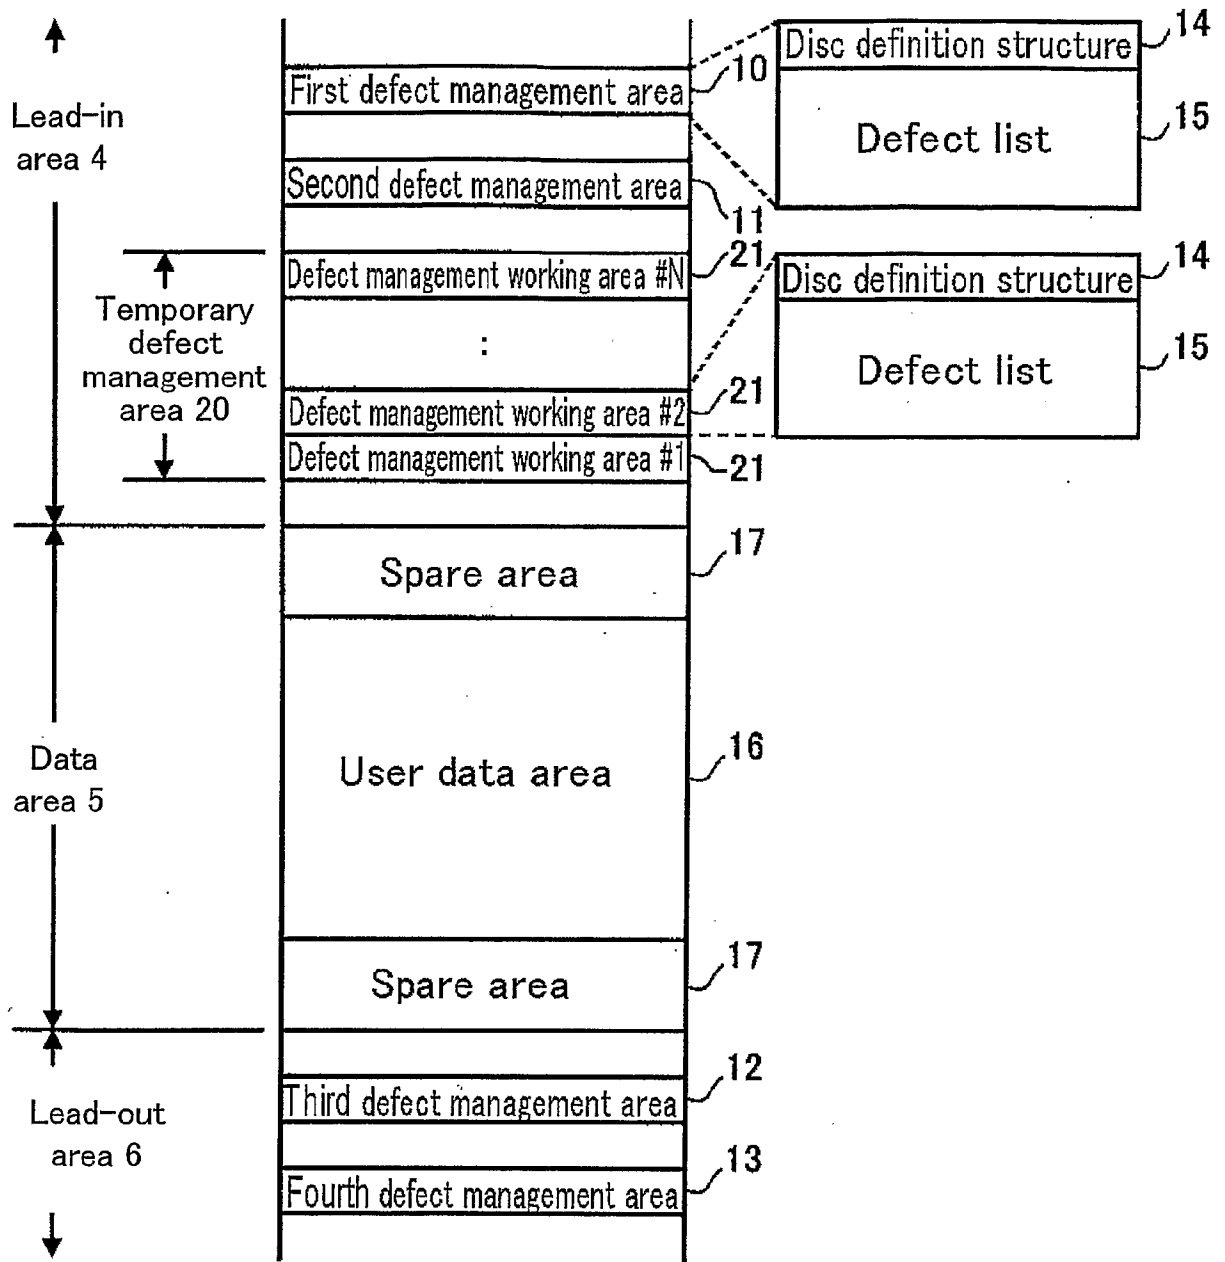 Lead-in
area 4
Temporary
defect
management
area 20
Data
area 5
Lead-out
area 6
First defect management area
10
Second defect management area
11
Defect management working area #N
21
:
Defect management working area #2
21
Defect management working area #1
21
Spare area
17
User data area
16
Spare area
17
Third defect management area
12
Fourth defect management area
13
Disc definition structure
14
Defect list
15
Disc definition structure
14
Defect list
15